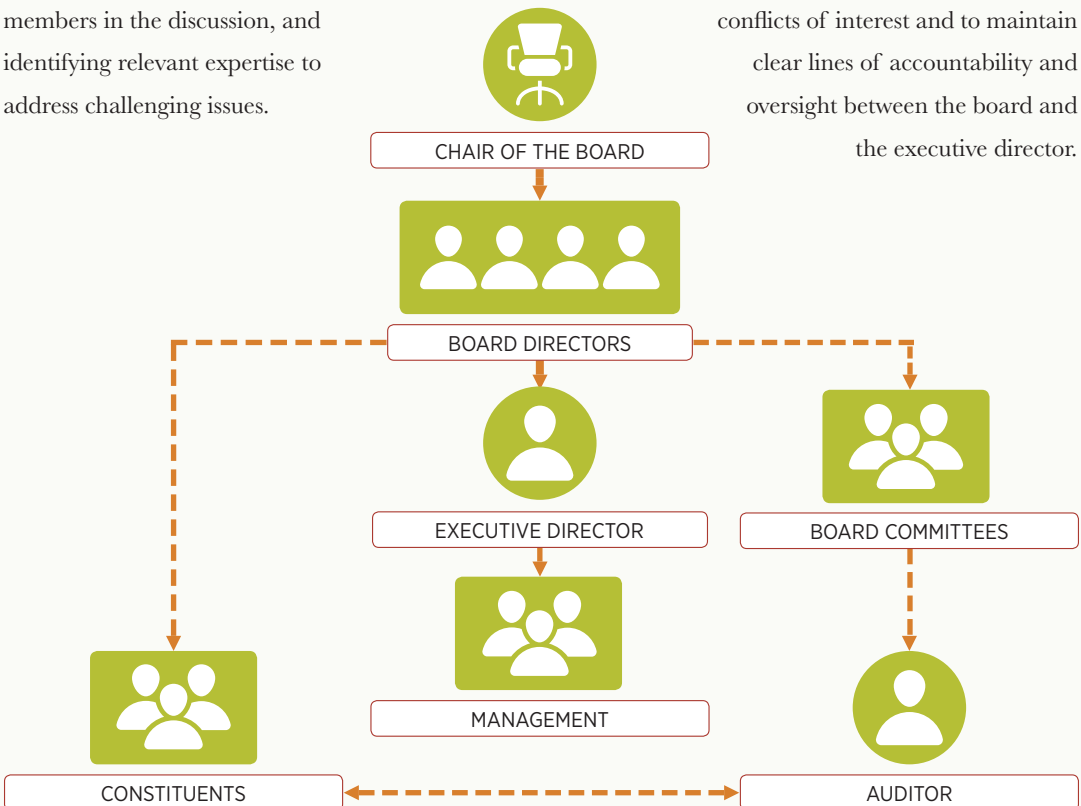 members in the discussion, and
identifying relevant expertise to
address challenging issues.
conflicts of interest and to maintain
clear lines of accountability and
oversight between the board and
the executive director.
CHAIR OF THE BOARD
BOARD DIRECTORS
EXECUTIVE DIRECTOR
BOARD COMMITTEES
MANAGEMENT
CONSTITUENTS
AUDITOR